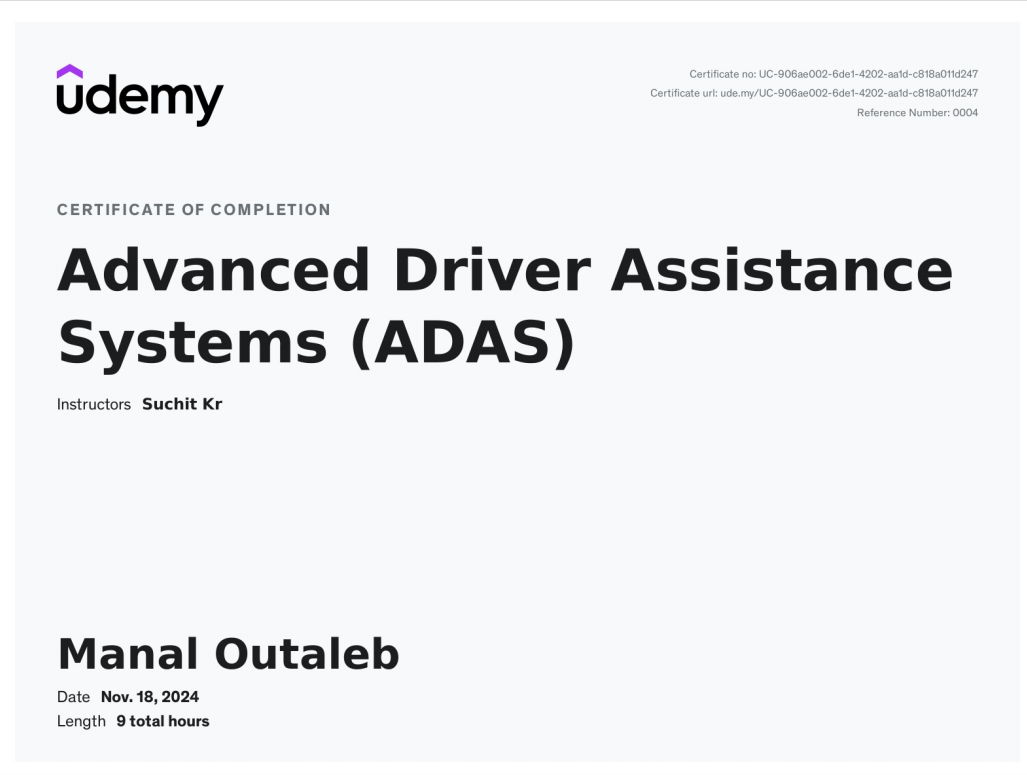 udemy
Certificate no: UC-906ae002-6de1-4202-aa1d-c818a011d247
Certificate url: ude.my/UC-906ae002-6de1-4202-aa1d-c818a011d247
Reference Number: 0004
CERTIFICATE OF COMPLETION
Advanced Driver Assistance
Systems (ADAS)
Instructors Suchit Kr
Manal Outaleb
Date Nov. 18, 2024
Length 9 total hours